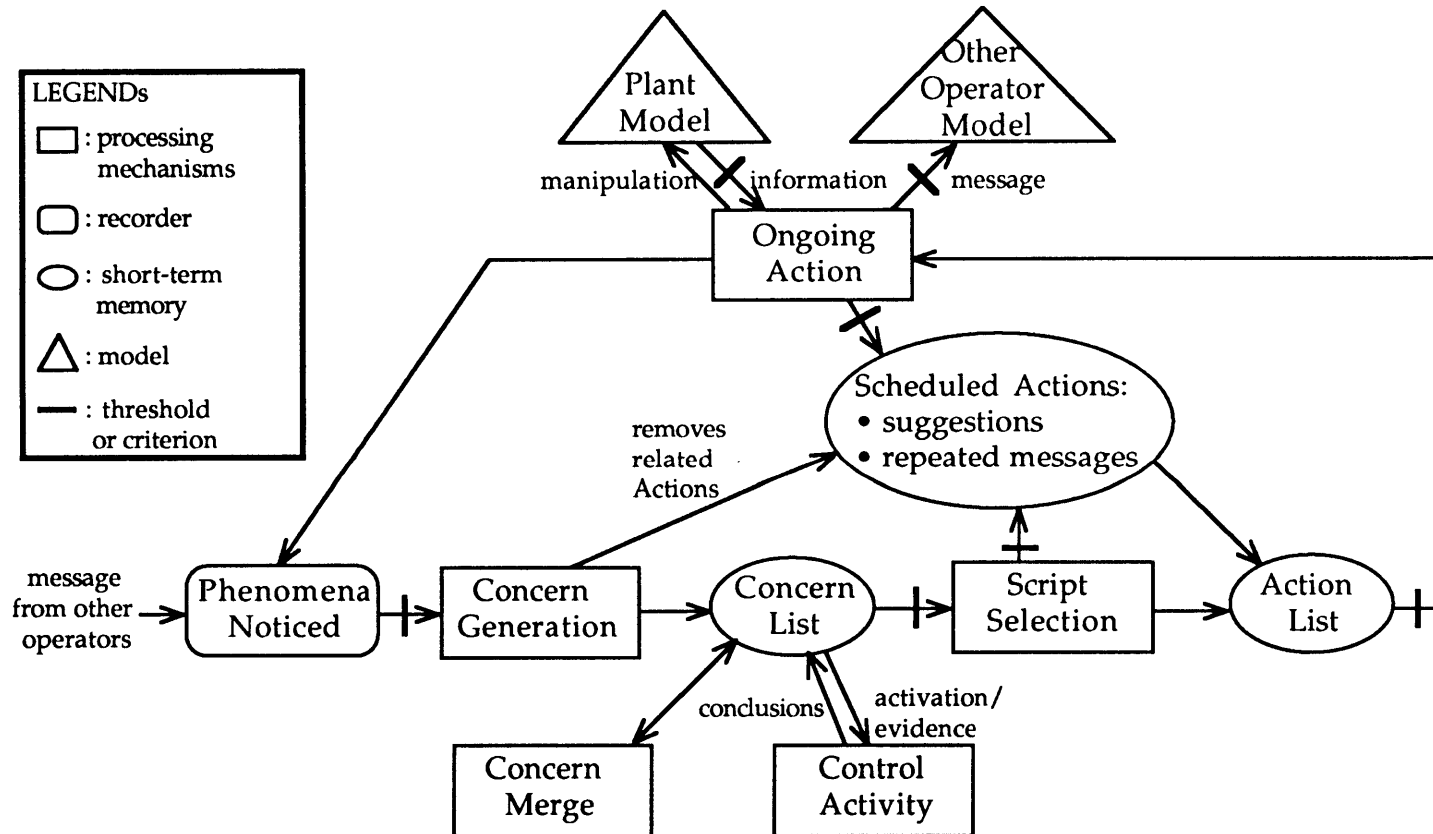 LEGENDs
: processing
mechanisms
: recorder
: short-term
memory
: model
: threshold
or criterion
Plant
Model
Other
Operator
Model
manipulation
information
message
Ongoing
Action
Scheduled Actions:
• suggestions
• repeated messages
removes
related
Actions
message
from other
operators
Phenomena
Noticed
Concern
Generation
Concern
List
Script
Selection
Action
List
conclusions
activation/
evidence
Concern
Merge
Control
Activity